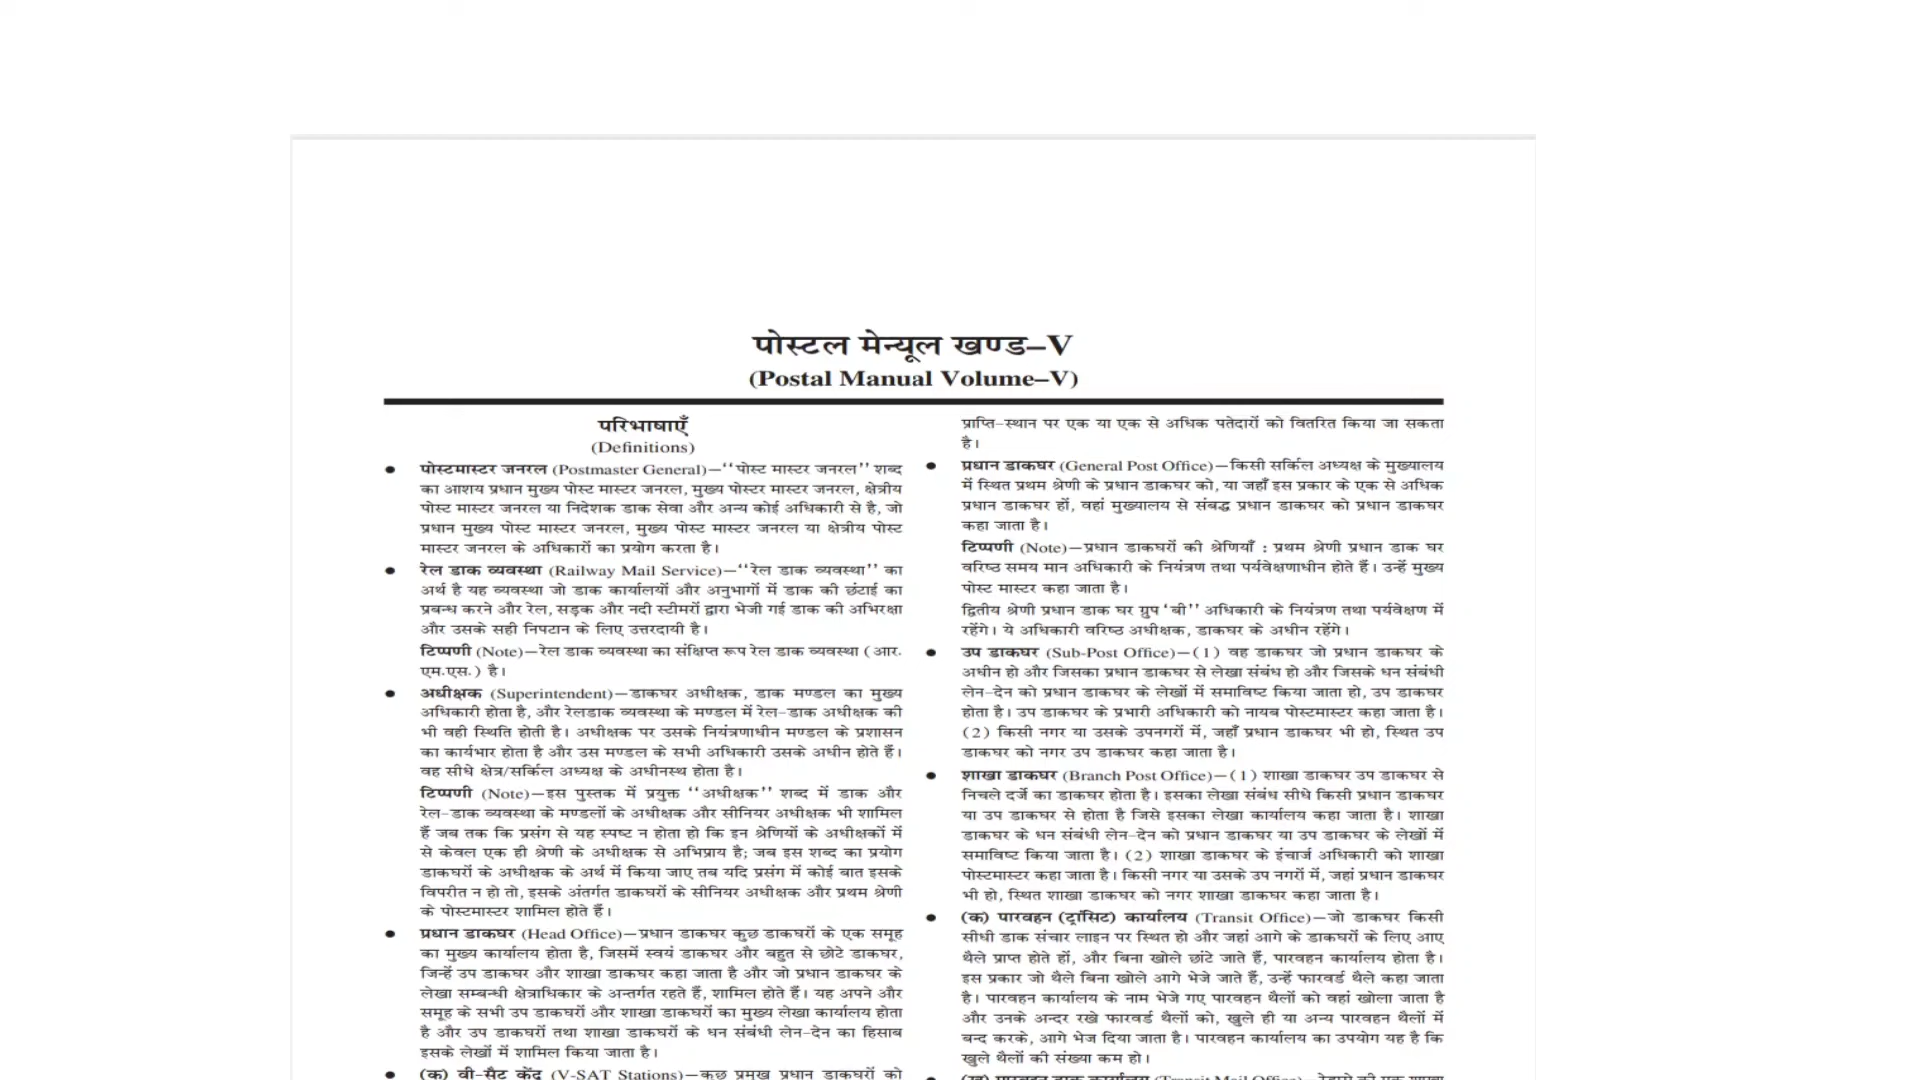 पोस्टल मेन्यूल खण्ड–V
(Postal Manual Volume–V)
परिभाषाएँ
(Definitions)
● पोस्टमास्टर जनरल (Postmaster General)—‘‘पोस्ट मास्टर जनरल’’ शब्द
का आशय प्रधान मुख्य पोस्ट मास्टर जनरल, मुख्य पोस्टर मास्टर जनरल, क्षेत्रीय
पोस्ट मास्टर जनरल या निदेशक डाक सेवा और अन्य कोई अधिकारी से है, जो
प्रधान मुख्य पोस्ट मास्टर जनरल, मुख्य पोस्ट मास्टर जनरल या क्षेत्रीय पोस्ट
मास्टर जनरल के अधिकारों का प्रयोग करता है।
● रेल डाक व्यवस्था (Railway Mail Service)—‘‘रेल डाक व्यवस्था’’ का
अर्थ है यह व्यवस्था जो डाक कार्यालयों और अनुभागों में डाक की छंटाई का
प्रबन्ध करने और रेल, सड़क और नदी स्टीमरों द्वारा भेजी गई डाक की अभिरक्षा
और उसके सही निपटान के लिए उत्तरदायी है।
टिप्पणी (Note)—रेल डाक व्यवस्था का संक्षिप्त रूप रेल डाक व्यवस्था (आर.
एम.एस.) है।
● अधीक्षक (Superintendent)—डाकघर अधीक्षक, डाक मण्डल का मुख्य
अधिकारी होता है, और रेलडाक व्यवस्था के मण्डल में रेल-डाक अधीक्षक की
भी वही स्थिति होती है। अधीक्षक पर उसके नियंत्रणाधीन मण्डल के प्रशासन
का कार्यभार होता है और उस मण्डल के सभी अधिकारी उसके अधीन होते हैं।
वह सीधे क्षेत्र/सर्किल अध्यक्ष के अधीनस्थ होता है।
टिप्पणी (Note)—इस पुस्तक में प्रयुक्त ‘‘अधीक्षक’’ शब्द में डाक और
रेल-डाक व्यवस्था के मण्डलों के अधीक्षक और सीनियर अधीक्षक भी शामिल
हैं जब तक कि प्रसंग से यह स्पष्ट न होता हो कि इन श्रेणियों के अधीक्षकों में
से केवल एक ही श्रेणी के अधीक्षक से अभिप्राय है; जब इस शब्द का प्रयोग
डाकघरों के अधीक्षक के अर्थ में किया जाए तब यदि प्रसंग में कोई बात इसके
विपरीत न हो तो, इसके अंतर्गत डाकघरों के सीनियर अधीक्षक और प्रथम श्रेणी
के पोस्टमास्टर शामिल होते हैं।
● प्रधान डाकघर (Head Office)—प्रधान डाकघर कुछ डाकघरों के एक समूह
का मुख्य कार्यालय होता है, जिसमें स्वयं डाकघर और बहुत से छोटे डाकघर,
जिन्हें उप डाकघर और शाखा डाकघर कहा जाता है और जो प्रधान डाकघर के
लेखा सम्बन्धी क्षेत्राधिकार के अन्तर्गत रहते हैं, शामिल होते हैं। यह अपने और
समूह के सभी उप डाकघरों और शाखा डाकघरों का मुख्य लेखा कार्यालय होता
है और उप डाकघरों तथा शाखा डाकघरों के धन संबंधी लेन-देन का हिसाब
इसके लेखों में शामिल किया जाता है।
● (क) वी-सैट केंद्र (V-SAT Stations)—कुछ प्रमुख प्रधान डाकघरों को
प्राप्ति-स्थान पर एक या एक से अधिक पतेदारों को वितरित किया जा सकता
है।
● प्रधान डाकघर (General Post Office)—किसी सर्किल अध्यक्ष के मुख्यालय
में स्थित प्रथम श्रेणी के प्रधान डाकघर को, या जहाँ इस प्रकार के एक से अधिक
प्रधान डाकघर हों, वहां मुख्यालय से संबद्ध प्रधान डाकघर को प्रधान डाकघर
कहा जाता है।
टिप्पणी (Note)—प्रधान डाकघरों की श्रेणियाँ : प्रथम श्रेणी प्रधान डाक घर
वरिष्ठ समय मान अधिकारी के नियंत्रण तथा पर्यवेक्षणाधीन होते हैं। उन्हें मुख्य
पोस्ट मास्टर कहा जाता है।
द्वितीय श्रेणी प्रधान डाक घर ग्रुप ‘बी’’ अधिकारी के नियंत्रण तथा पर्यवेक्षण में
रहेंगे। ये अधिकारी वरिष्ठ अधीक्षक, डाकघर के अधीन रहेंगे।
● उप डाकघर (Sub-Post Office)—(1) वह डाकघर जो प्रधान डाकघर के
अधीन हो और जिसका प्रधान डाकघर से लेखा संबंध हो और जिसके धन संबंधी
लेन-देन को प्रधान डाकघर के लेखों में समाविष्ट किया जाता हो, उप डाकघर
होता है। उप डाकघर के प्रभारी अधिकारी को नायब पोस्टमास्टर कहा जाता है।
(2) किसी नगर या उसके उपनगरों में, जहाँ प्रधान डाकघर भी हो, स्थित उप
डाकघर को नगर उप डाकघर कहा जाता है।
● शाखा डाकघर (Branch Post Office)—(1) शाखा डाकघर उप डाकघर से
निचले दर्जे का डाकघर होता है। इसका लेखा संबंध सीधे किसी प्रधान डाकघर
या उप डाकघर से होता है जिसे इसका लेखा कार्यालय कहा जाता है। शाखा
डाकघर के धन संबंधी लेन-देन को प्रधान डाकघर या उप डाकघर के लेखों में
समाविष्ट किया जाता है। (2) शाखा डाकघर के इंचार्ज अधिकारी को शाखा
पोस्टमास्टर कहा जाता है। किसी नगर या उसके उप नगरों में, जहां प्रधान डाकघर
भी हो, स्थित शाखा डाकघर को नगर शाखा डाकघर कहा जाता है।
● (क) पारवहन (ट्रांसिट) कार्यालय (Transit Office)—जो डाकघर किसी
सीधी डाक संचार लाइन पर स्थित हो और जहां आगे के डाकघरों के लिए आए
थैले प्राप्त होते हों, और बिना खोले छांटे जाते हैं, पारवहन कार्यालय होता है।
इस प्रकार जो थैले बिना खोले आगे भेजे जाते हैं, उन्हें फारवर्ड थैले कहा जाता
है। पारवहन कार्यालय के नाम भेजे गए पारवहन थैलों को वहां खोला जाता है
और उनके अन्दर रखे फारवर्ड थैलों को, खुले ही या अन्य पारवहन थैलों में
बन्द करके, आगे भेज दिया जाता है। पारवहन कार्यालय का उपयोग यह है कि
खुले थैलों की संख्या कम हो।